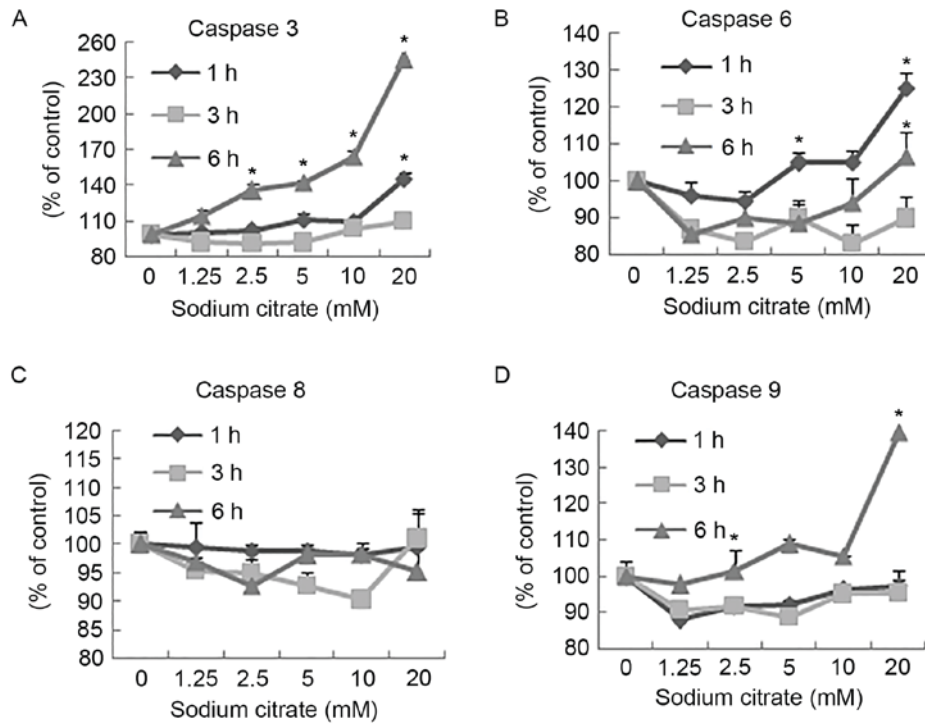 A
Caspase 3
(% of control)
260
230
200
170
140
110
80
1 h
3 h
6 h
*
*
*
*
*
0 1.25 2.5 5 10 20
Sodium citrate (mM)
B
Caspase 6
(% of control)
140
130
120
110
100
90
80
1 h
3 h
6 h
*
*
*
0 1.25 2.5 5 10 20
Sodium citrate (mM)
C
Caspase 8
(% of control)
120
115
110
105
100
95
90
85
80
1 h
3 h
6 h
0 1.25 2.5 5 10 20
Sodium citrate (mM)
D
Caspase 9
(% of control)
140
130
120
110
100
90
80
1 h
3 h
6 h
*
*
0 1.25 2.5 5 10 20
Sodium citrate (mM)